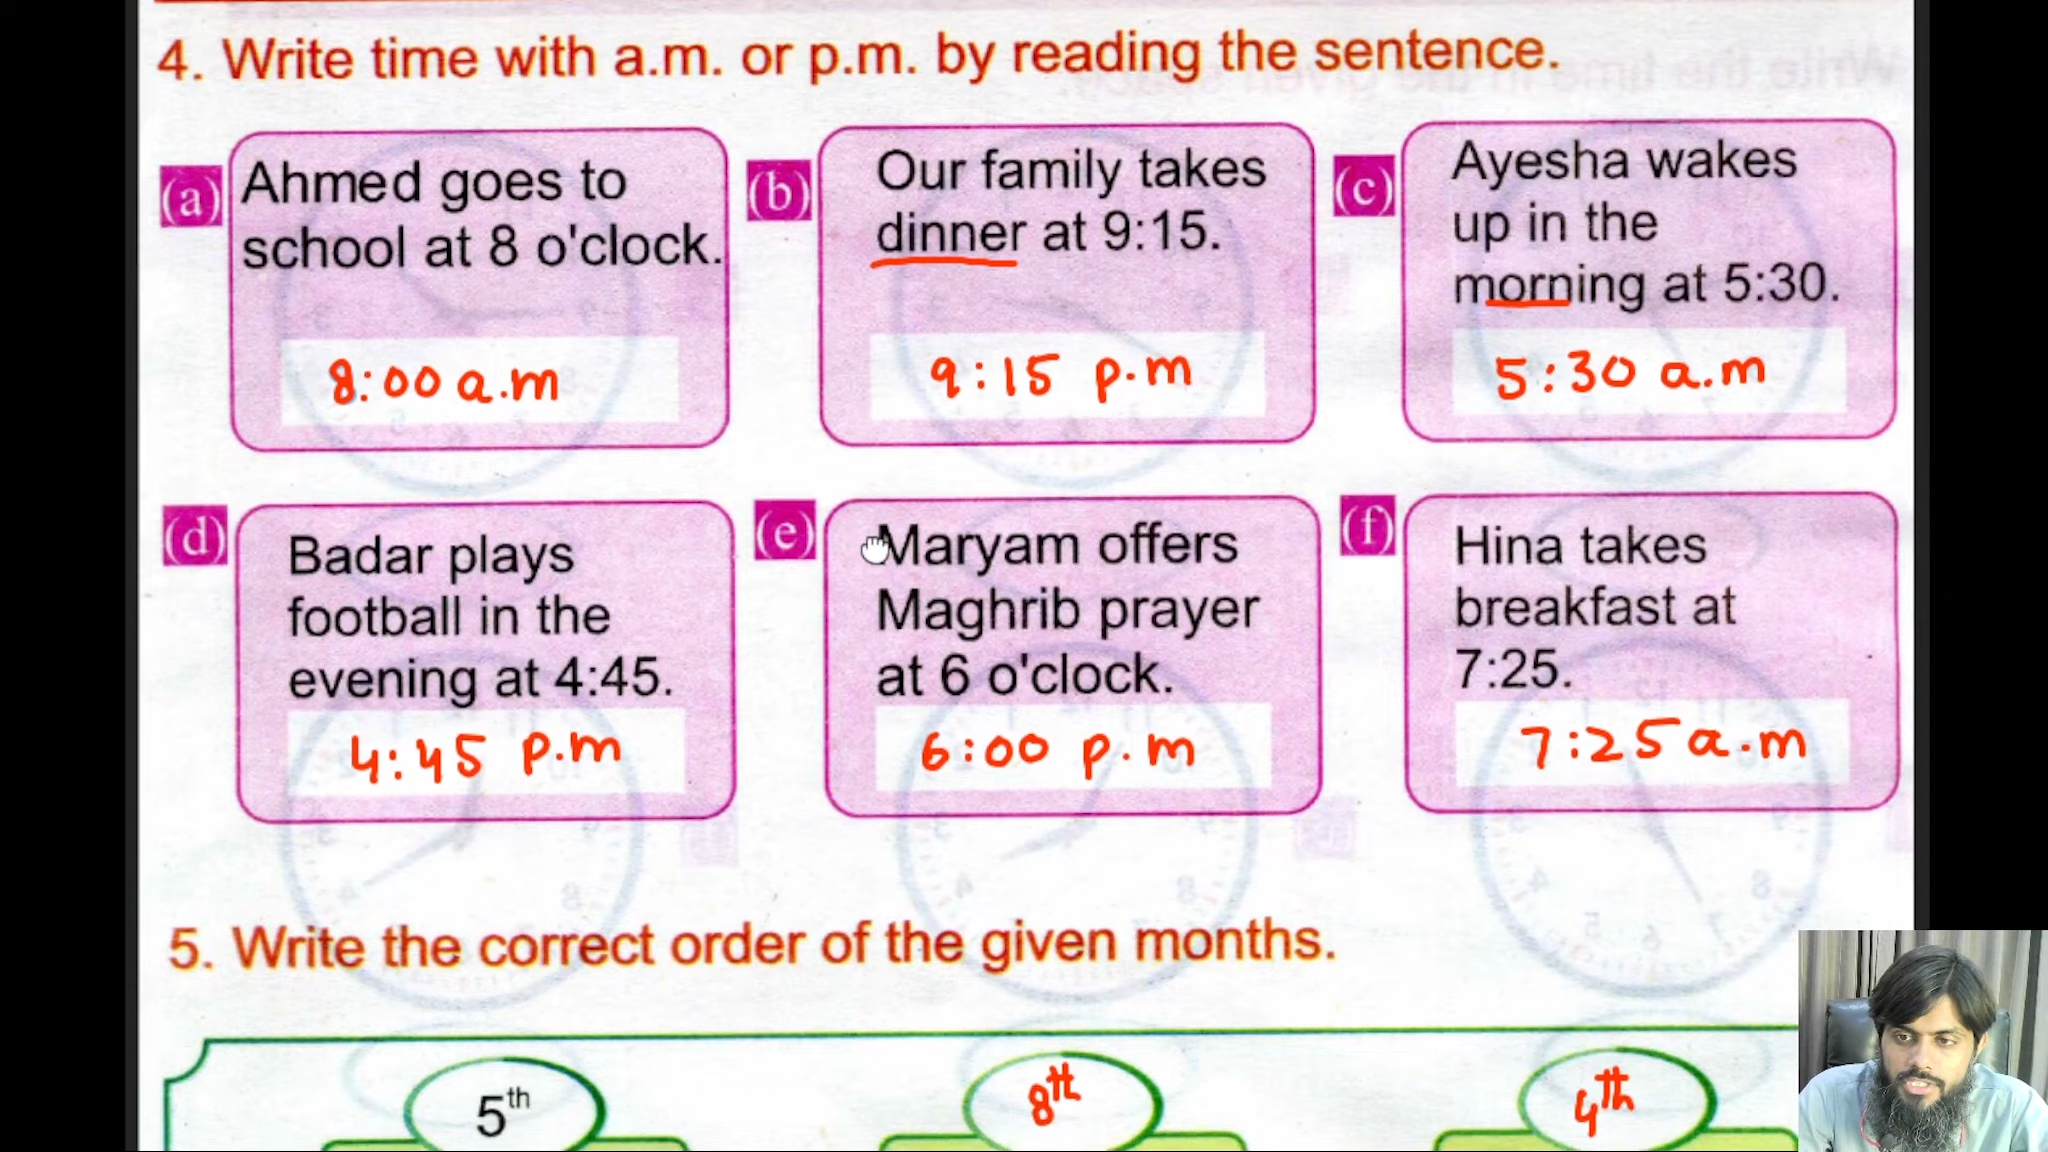 4. Write time with a.m. or p.m. by reading the sentence.
(a)
Ahmed goes to
school at 8 o'clock.
8:00 a.m
(b)
Our family takes
dinner at 9:15.
9:15 p.m
(c)
Ayesha wakes
up in the
morning at 5:30.
5:30 a.m
(d)
Badar plays
football in the
evening at 4:45.
4:45 p.m
(e)
Maryam offers
Maghrib prayer
at 6 o'clock.
6:00 p.m
(f)
Hina takes
breakfast at
7:25.
7:25 a.m
5. Write the correct order of the given months.
5th
8th
4th